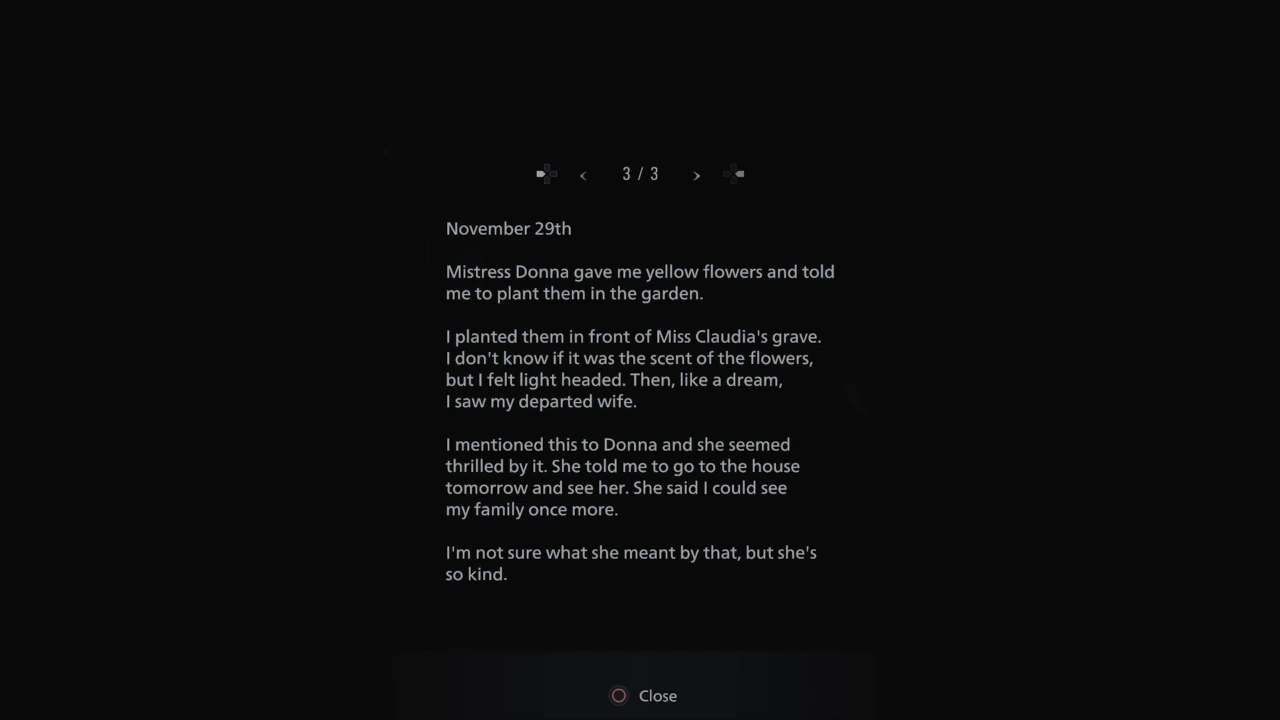 3 / 3
November 29th
Mistress Donna gave me yellow flowers and told
me to plant them in the garden.
I planted them in front of Miss Claudia's grave.
I don't know if it was the scent of the flowers,
but I felt light headed. Then, like a dream,
I saw my departed wife.
I mentioned this to Donna and she seemed
thrilled by it. She told me to go to the house
tomorrow and see her. She said I could see
my family once more.
I'm not sure what she meant by that, but she's
so kind.
Close